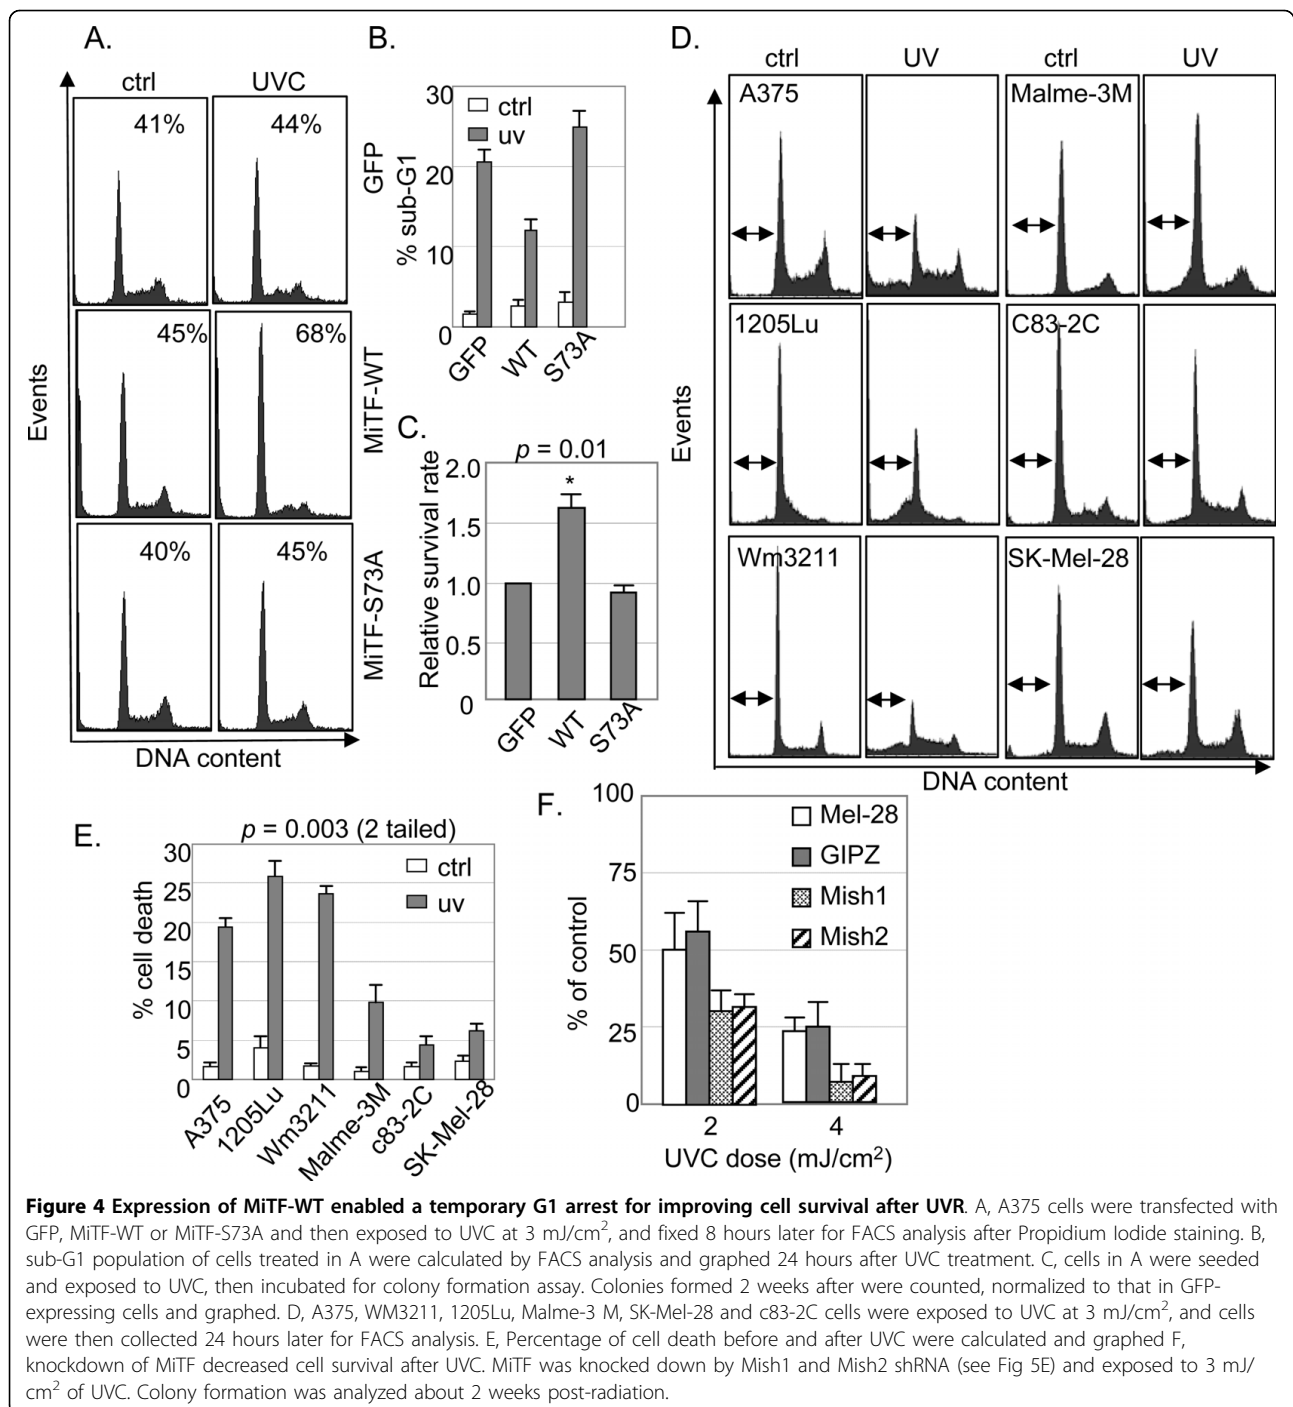 A.
ctrl
UVC
41%
44%
GFP
45%
68%
MiTF-WT
40%
45%
MiTF-S73A
Events
DNA content
B.
30
20
10
0
% sub-G1
ctrl
uv
GFP
WT
S73A
C.
p = 0.01
2.0
1.5
1.0
0.5
0
Relative survival rate
*
GFP
WT
S73A
D.
ctrl
UV
ctrl
UV
A375
Malme-3M
1205Lu
C83-2C
Wm3211
SK-Mel-28
Events
DNA content
E.
p = 0.003 (2 tailed)
30
25
20
15
10
5
0
% cell death
ctrl
uv
A375
1205Lu
Wm3211
Malme-3M
c83-2C
SK-Mel-28
F.
100
75
50
25
0
% of control
Mel-28
GIPZ
Mish1
Mish2
2
4
UVC dose (mJ/cm²)
Figure 4 Expression of MiTF-WT enabled a temporary G1 arrest for improving cell survival after UVR. A, A375 cells were transfected with
GFP, MiTF-WT or MiTF-S73A and then exposed to UVC at 3 mJ/cm², and fixed 8 hours later for FACS analysis after Propidium Iodide staining. B,
sub-G1 population of cells treated in A were calculated by FACS analysis and graphed 24 hours after UVC treatment. C, cells in A were seeded
and exposed to UVC, then incubated for colony formation assay. Colonies formed 2 weeks after were counted, normalized to that in GFP-
expressing cells and graphed. D, A375, WM3211, 1205Lu, Malme-3 M, SK-Mel-28 and c83-2C cells were exposed to UVC at 3 mJ/cm², and cells
were then collected 24 hours later for FACS analysis. E, Percentage of cell death before and after UVC were calculated and graphed F,
knockdown of MiTF decreased cell survival after UVC. MiTF was knocked down by Mish1 and Mish2 shRNA (see Fig 5E) and exposed to 3 mJ/
cm² of UVC. Colony formation was analyzed about 2 weeks post-radiation.